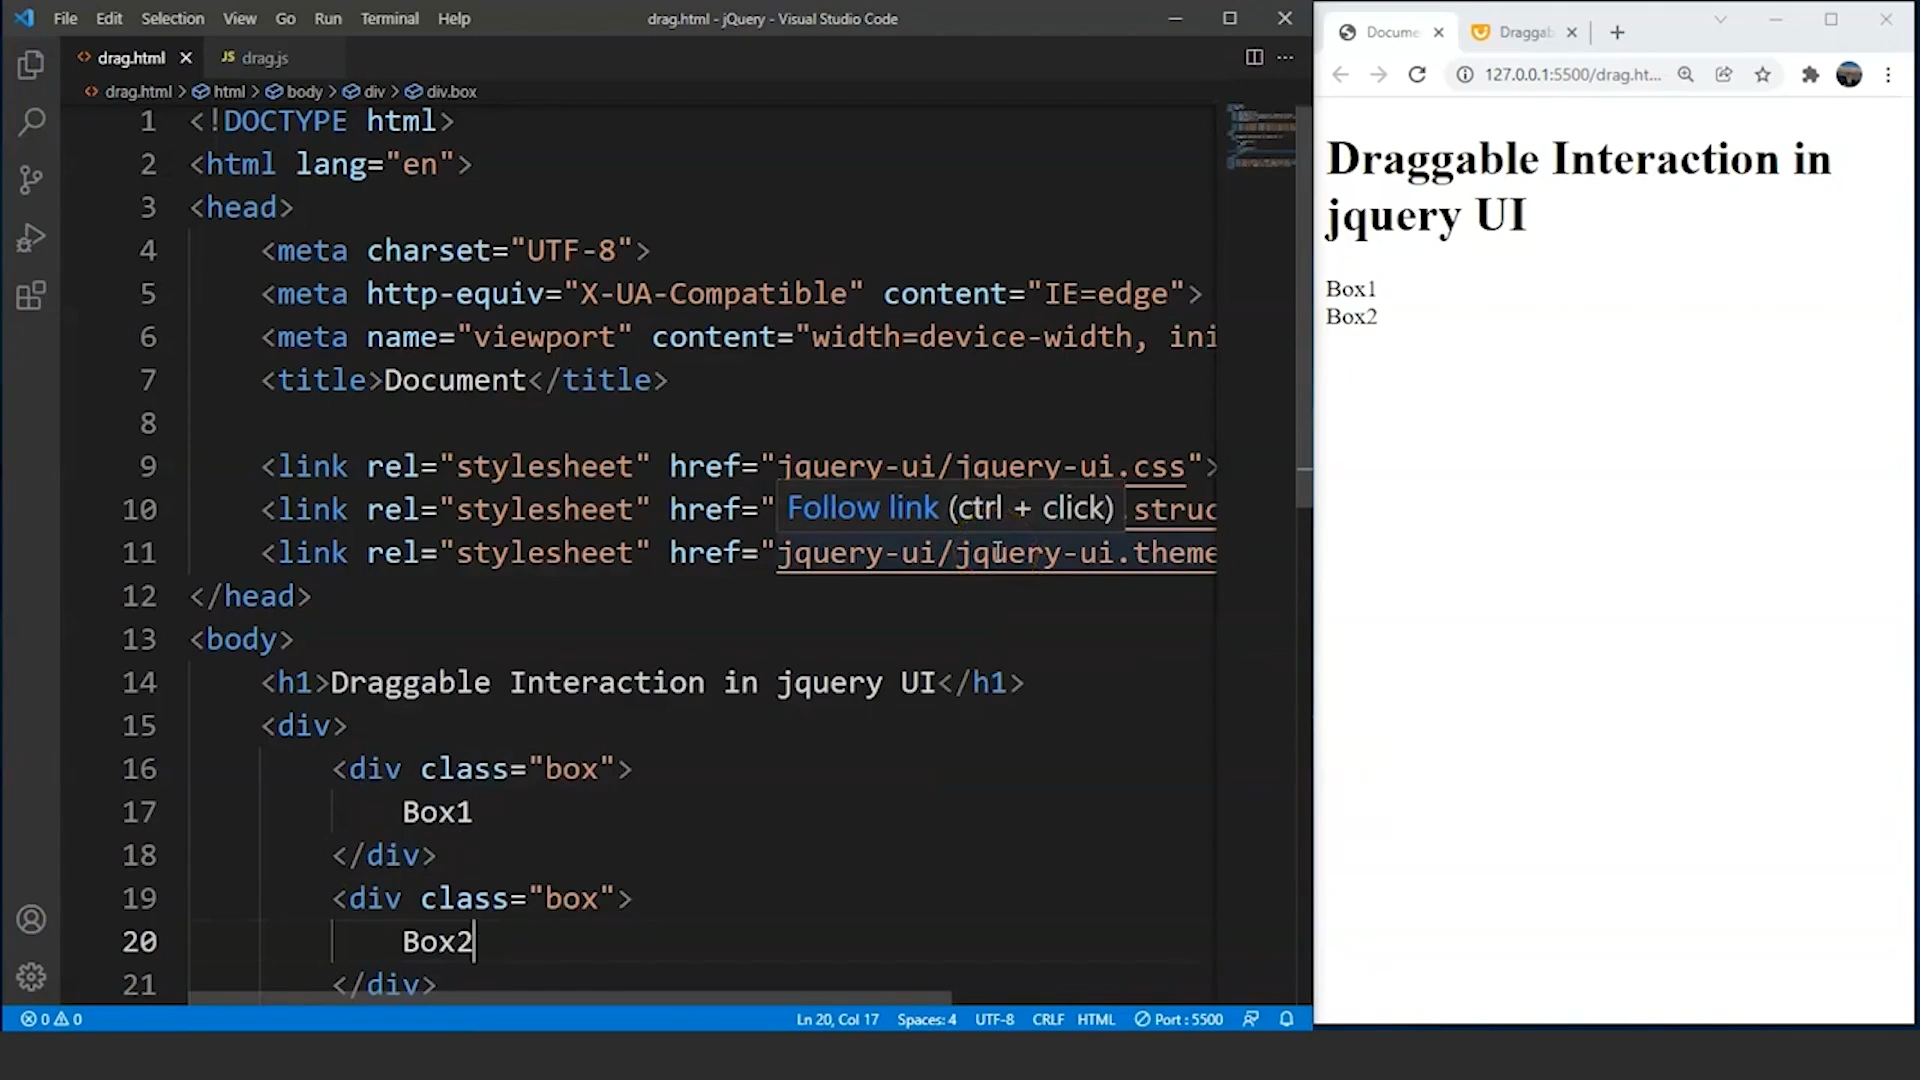 File Edit Selection View Go Run Terminal Help
drag.html - jQuery - Visual Studio Code
drag.html
JS drag.js
drag.html > html > body > div > div.box
1 <!DOCTYPE html>
2 <html lang="en">
3 <head>
4 <meta charset="UTF-8">
5 <meta http-equiv="X-UA-Compatible" content="IE=edge">
6 <meta name="viewport" content="width=device-width, ini
7 <title>Document</title>
8
9 <link rel="stylesheet" href="jquery-ui/jquery-ui.css">
10 <link rel="stylesheet" href=" .struc
Follow link (ctrl + click)
11 <link rel="stylesheet" href="jquery-ui/jquery-ui.theme
12 </head>
13 <body>
14 <h1>Draggable Interaction in jquery UI</h1>
15 <div>
16 <div class="box">
17 Box1
18 </div>
19 <div class="box">
20 Box2
21 </div>
0 0
Ln 20, Col 17 Spaces: 4 UTF-8 CRLF HTML Port : 5500
Docume
Draggab
127.0.0.1:5500/drag.ht...
Draggable Interaction in
jquery UI
Box1
Box2